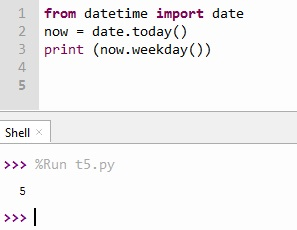 1 from datetime import date
2 now = date.today()
3 print (now.weekday())
4
5
Shell ×
>>> %Run t5.py
5
>>>